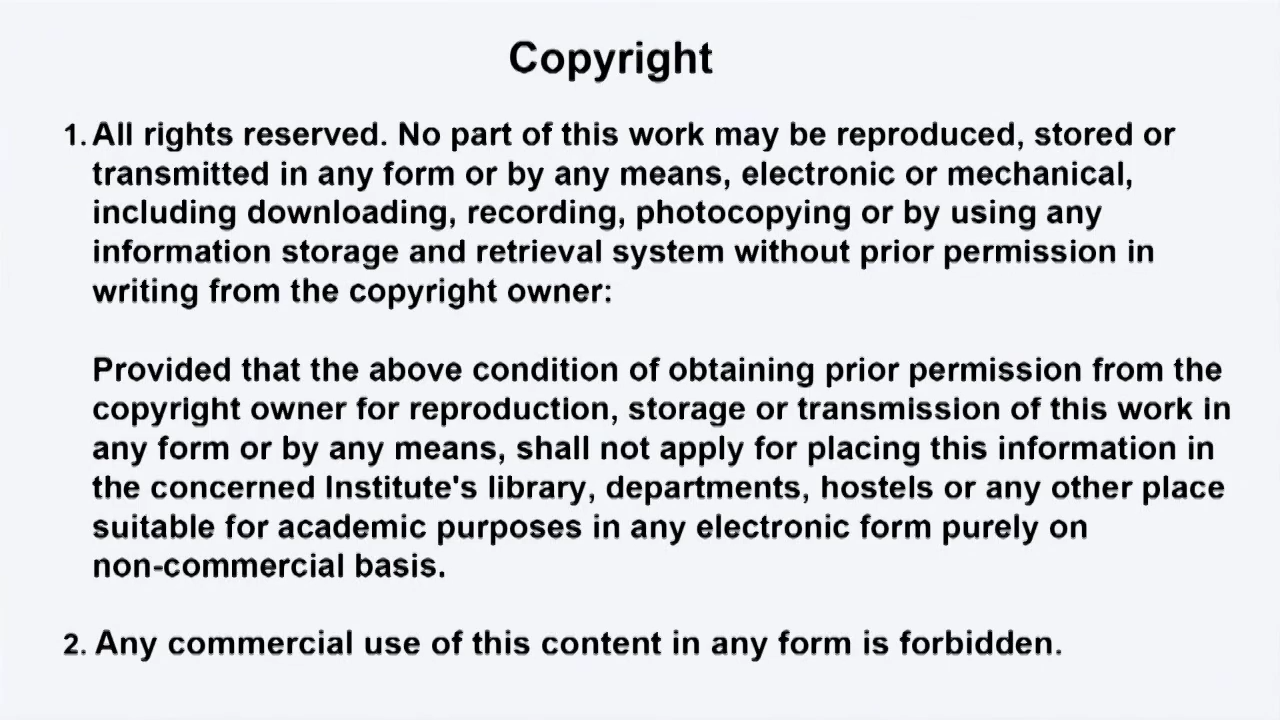 Copyright
1. All rights reserved. No part of this work may be reproduced, stored or
transmitted in any form or by any means, electronic or mechanical,
including downloading, recording, photocopying or by using any
information storage and retrieval system without prior permission in
writing from the copyright owner:
Provided that the above condition of obtaining prior permission from the
copyright owner for reproduction, storage or transmission of this work in
any form or by any means, shall not apply for placing this information in
the concerned Institute's library, departments, hostels or any other place
suitable for academic purposes in any electronic form purely on
non-commercial basis.
2. Any commercial use of this content in any form is forbidden.